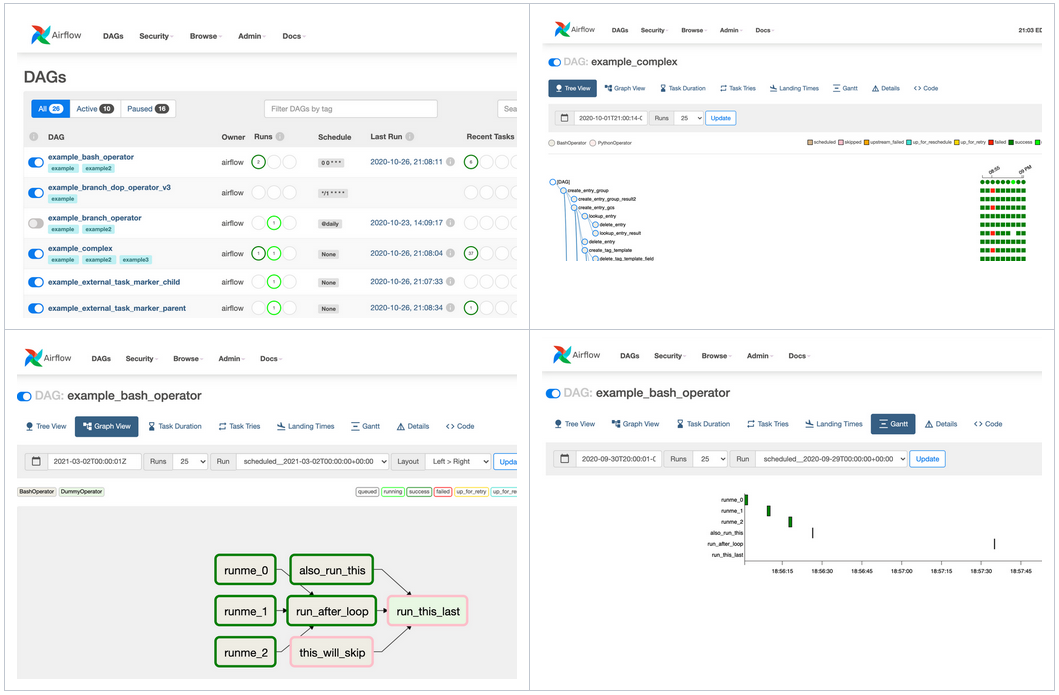 Airflow DAGs Security Browse Admin Docs
DAGs
All 26 Active 10 Paused 16 Filter DAGs by tag Sea
DAG Owner Runs Schedule Last Run Recent Tasks
example_bash_operator airflow 2 0 0 * * * 2020-10-26, 21:08:11 6
example example2
example_branch_dop_operator_v3 airflow */1 * * * *
example
example_branch_operator airflow 1 @daily 2020-10-23, 14:09:17
example example2
example_complex airflow 1 1 None 2020-10-26, 21:08:04 37
example example2 example3
example_external_task_marker_child airflow 1 None 2020-10-26, 21:07:33
example_external_task_marker_parent airflow 1 None 2020-10-26, 21:08:34 1
Airflow DAGs Security Browse Admin Docs 21:03 ED
DAG: example_complex
Tree View Graph View Task Duration Task Tries Landing Times Gantt Details Code
2020-10-01T21:00:14-0 Runs 25 Update
BashOperator PythonOperator scheduled skipped upstream_failed up_for_reschedule up_for_retry failed success
08:55 09 PM
[DAG]
create_entry_group
create_entry_group_result2
create_entry_gcs
lookup_entry
delete_entry
lookup_entry_result
delete_entry
create_tag_template
delete_tag_template_field
Airflow DAGs Security Browse Admin Docs
DAG: example_bash_operator
Tree View Graph View Task Duration Task Tries Landing Times Gantt Details Code
2021-03-02T00:00:01Z Runs 25 Run scheduled__2021-03-02T00:00:00+00:00 Layout Left > Right Upda
BashOperator DummyOperator queued running success failed up_for_retry up_for_re
runme_0 also_run_this
runme_1 run_after_loop run_this_last
runme_2 this_will_skip
Airflow DAGs Security Browse Admin Docs
DAG: example_bash_operator
Tree View Graph View Task Duration Task Tries Landing Times Gantt Details Code
2020-09-30T20:00:01-0 Runs 25 Run scheduled__2020-09-29T00:00:00+00:00 Update
runme_0
runme_1
runme_2
also_run_this
run_after_loop
run_this_last
18:56:15 18:56:30 18:56:45 18:57:00 18:57:15 18:57:30 18:57:45